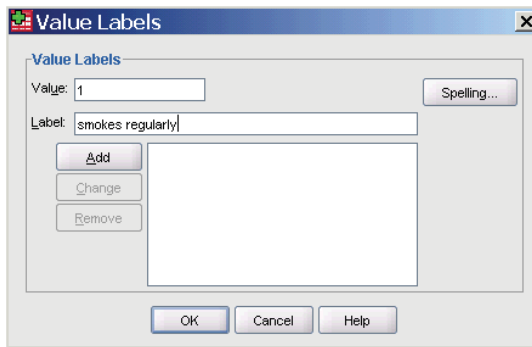 Value Labels
Value Labels
Value: 1
Spelling...
Label: smokes regularly
Add
Change
Remove
OK Cancel Help